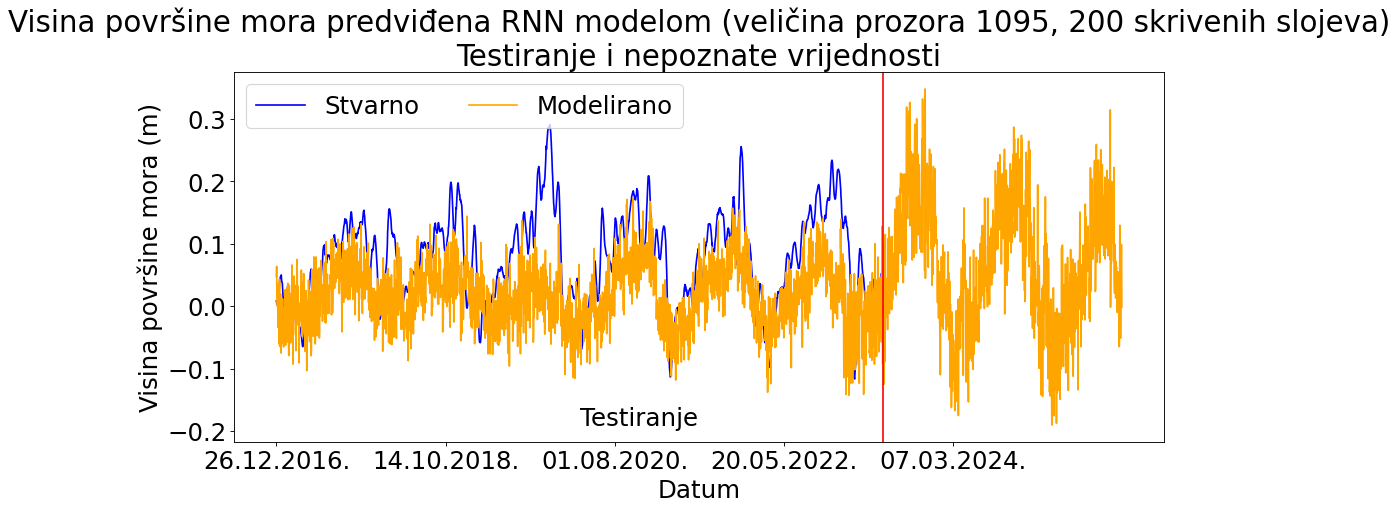 Visina površine mora predviđena RNN modelom (veličina prozora 1095, 200 skrivenih slojeva)
Testiranje i nepoznate vrijednosti
Stvarno
Modelirano
Visina površine mora (m)
0.3
0.2
0.1
0.0
−0.1
−0.2
Testiranje
26.12.2016.
14.10.2018.
01.08.2020.
20.05.2022.
07.03.2024.
Datum